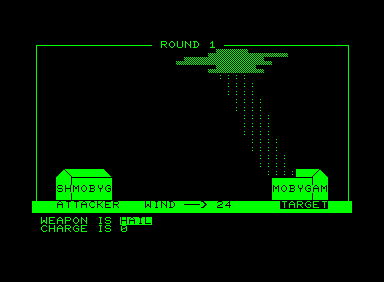 ROUND 1
SHMOBYG MOBYGAM
ATTACKER WIND —> 24 TARGET
WEAPON IS HAIL
CHARGE IS 0